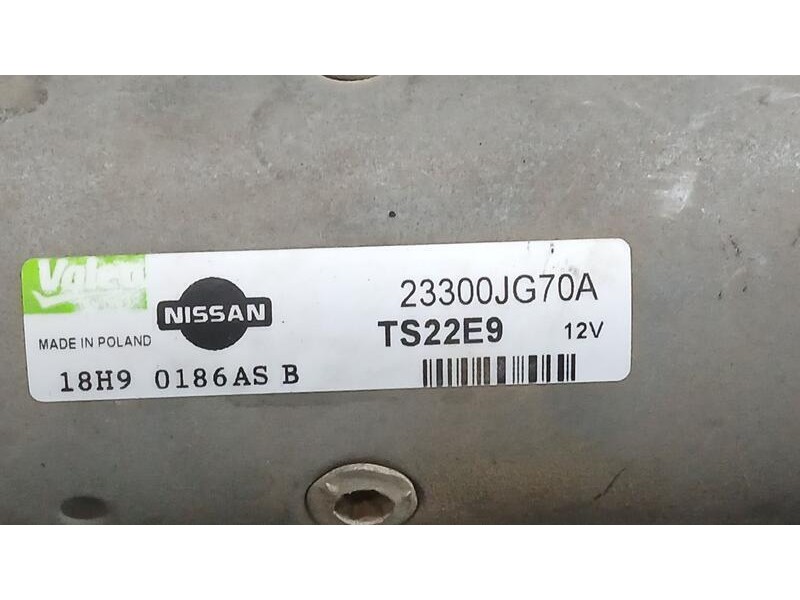 Valeo
NISSAN
23300JG70A
MADE IN POLAND
TS22E9 12V
18H9 0186AS B